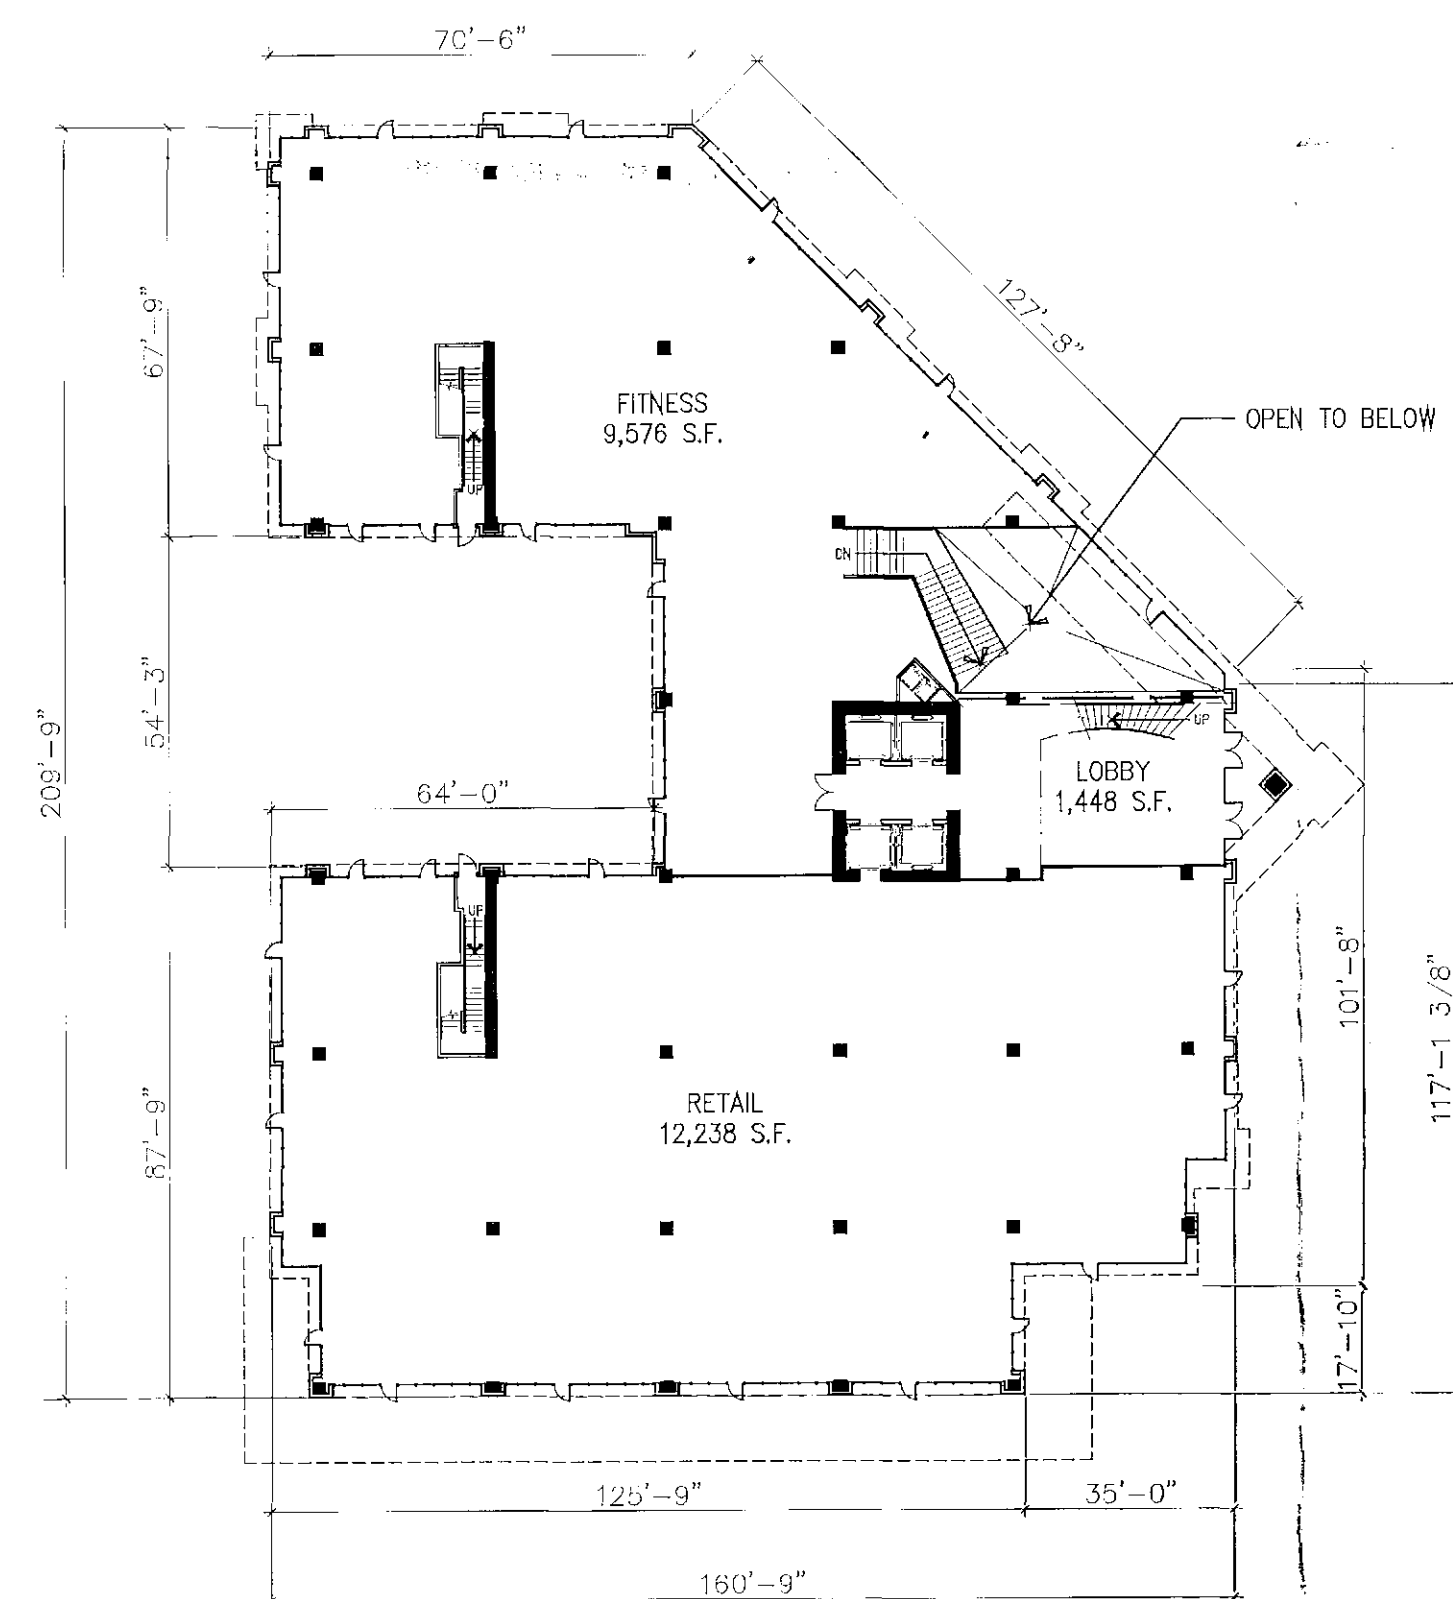 70'-6"
127'-8"
67'-9"
FITNESS
9,576 S.F.
OPEN TO BELOW
UP
DN
54'-3"
209'-9"
64'-0"
UP
LOBBY
1,448 S.F.
UP
101'-8"
117'-1 3/8"
RETAIL
12,238 S.F.
87'-9"
17'-10"
125'-9"
35'-0"
160'-9"